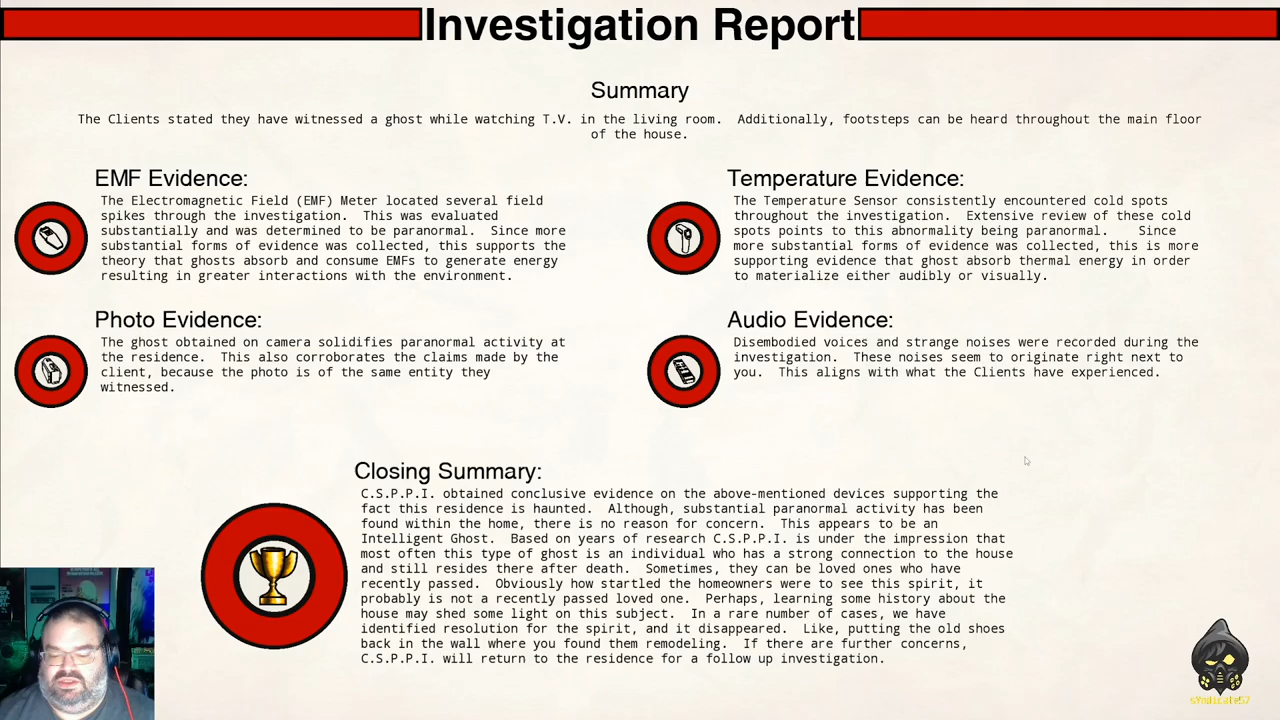 Investigation Report
Summary
The Clients stated they have witnessed a ghost while watching T.V. in the living room.  Additionally, footsteps can be heard throughout the main floor
of the house.
EMF Evidence:
The Electromagnetic Field (EMF) Meter located several field
spikes through the investigation.  This was evaluated
substantially and was determined to be paranormal.  Since more
substantial forms of evidence was collected, this supports the
theory that ghosts absorb and consume EMFs to generate energy
resulting in greater interactions with the environment.
Temperature Evidence:
The Temperature Sensor consistently encountered cold spots
throughout the investigation.  Extensive review of these cold
spots points to this abnormality being paranormal.   Since
more substantial forms of evidence was collected, this is more
supporting evidence that ghost absorb thermal energy in order
to materialize either audibly or visually.
Photo Evidence:
The ghost obtained on camera solidifies paranormal activity at
the residence.  This also corroborates the claims made by the
client, because the photo is of the same entity they
witnessed.
Audio Evidence:
Disembodied voices and strange noises were recorded during the
investigation.  These noises seem to originate right next to
you.  This aligns with what the Clients have experienced.
Closing Summary:
C.S.P.P.I. obtained conclusive evidence on the above-mentioned devices supporting the
fact this residence is haunted.  Although, substantial paranormal activity has been
found within the home, there is no reason for concern.  This appears to be an
Intelligent Ghost.  Based on years of research C.S.P.P.I. is under the impression that
most often this type of ghost is an individual who has a strong connection to the house
and still resides there after death.  Sometimes, they can be loved ones who have
recently passed.  Obviously how startled the homeowners were to see this spirit, it
probably is not a recently passed loved one.  Perhaps, learning some history about the
house may shed some light on this subject.  In a rare number of cases, we have
identified resolution for the spirit, and it disappeared.  Like, putting the old shoes
back in the wall where you found them remodeling.  If there are further concerns,
C.S.P.P.I. will return to the residence for a follow up investigation.
sYndicate57